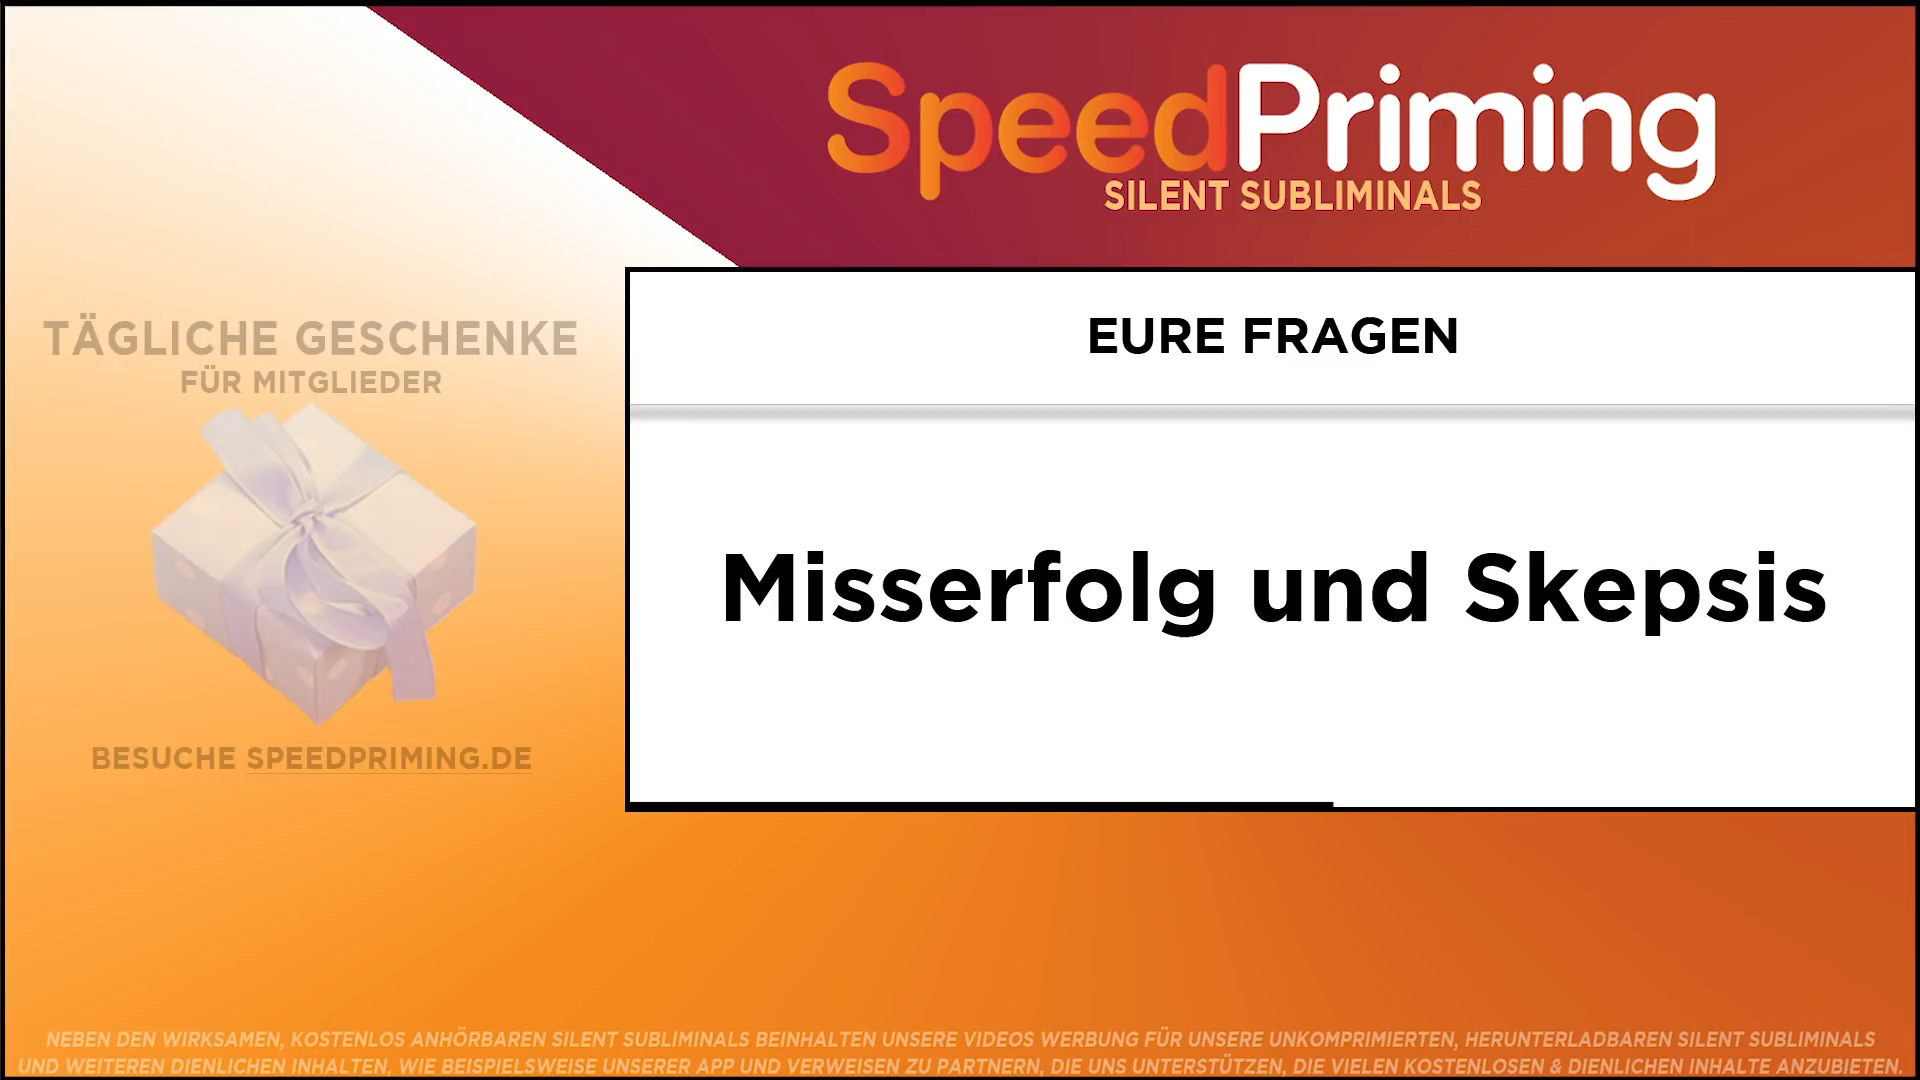 SpeedPriming
SILENT SUBLIMINALS
TÄGLICHE GESCHENKE
FÜR MITGLIEDER
BESUCHE SPEEDPRIMING.DE
EURE FRAGEN
Misserfolg und Skepsis
NEBEN DEN WIRKSAMEN, KOSTENLOS ANHÖRBAREN SILENT SUBLIMINALS BEINHALTEN UNSERE VIDEOS WERBUNG FÜR UNSERE UNKOMPRIMIERTEN, HERUNTERLADBAREN SILENT SUBLIMINALS
UND WEITEREN DIENLICHEN INHALTEN, WIE BEISPIELSWEISE UNSERER APP UND VERWEISEN ZU PARTNERN, DIE UNS UNTERSTÜTZEN, DIE VIELEN KOSTENLOSEN & DIENLICHEN INHALTE ANZUBIETEN.